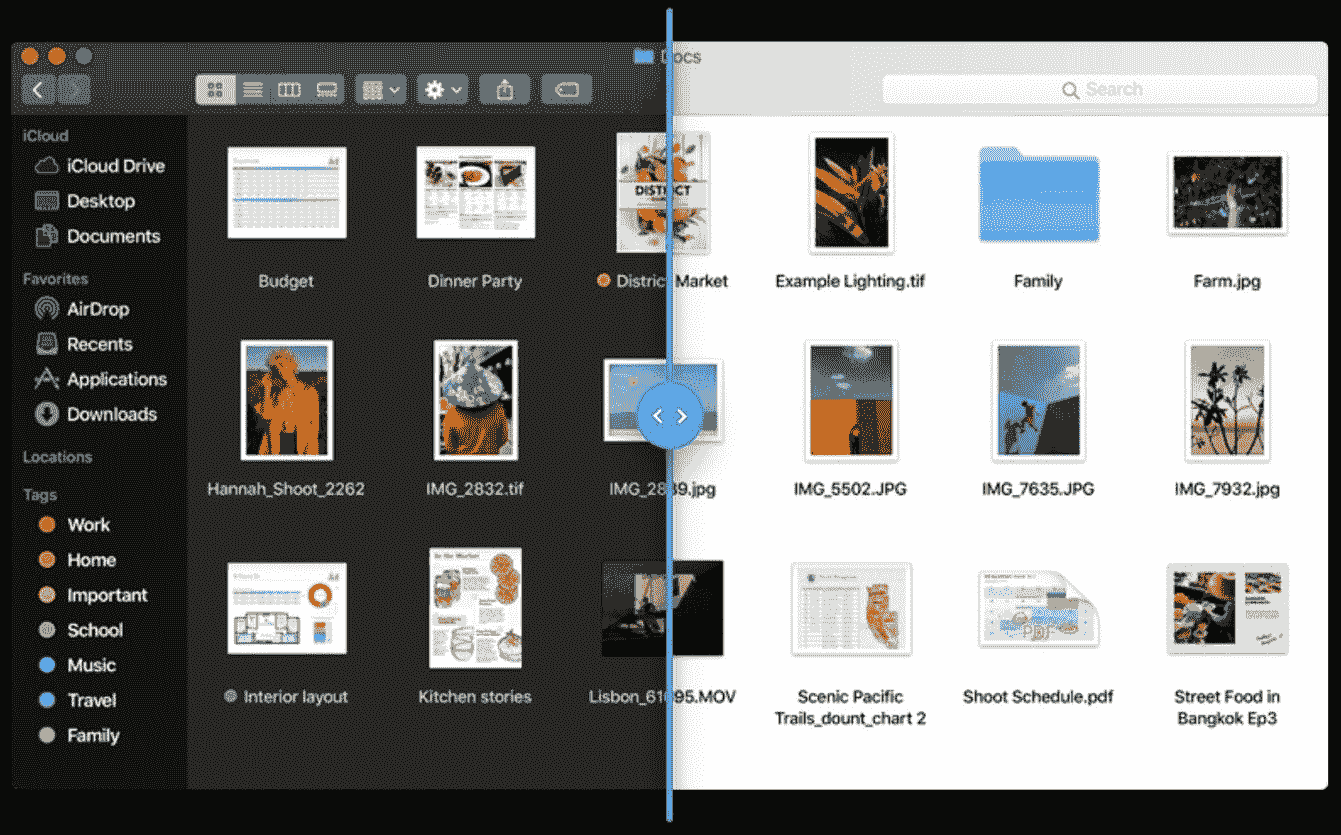 Docs
Search
iCloud
iCloud Drive
Desktop
Documents
Favorites
AirDrop
Recents
Applications
Downloads
Locations
Tags
Work
Home
Important
School
Music
Travel
Family
Budget
Dinner Party
DISTRICT
District Market
Example Lighting.tif
Family
Farm.jpg
Hannah_Shoot_2262
IMG_2832.tif
IMG_2839.jpg
IMG_5502.JPG
IMG_7635.JPG
IMG_7932.jpg
PDF
Interior layout
Kitchen stories
Lisbon_61695.MOV
Scenic Pacific
Trails_dount_chart 2
Shoot Schedule.pdf
Street Food in
Bangkok Ep3